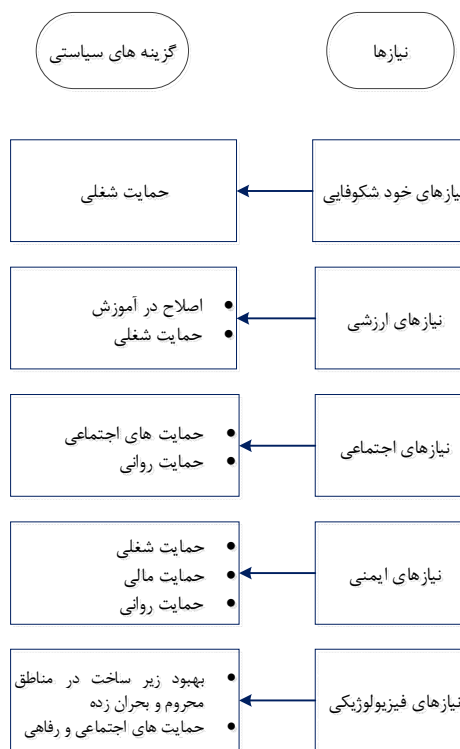 نیازها
گزینه های سیاستی
نیازهای خود شکوفایی
حمایت شغلی
نیازهای ارزشی
• اصلاح در آموزش
• حمایت شغلی
نیازهای اجتماعی
• حمایت های اجتماعی
• حمایت روانی
نیازهای ایمنی
• حمایت شغلی
• حمایت مالی
• حمایت روانی
نیازهای فیزیولوژیکی
• بهبود زیر ساخت در مناطق
محروم و بحران زده
• حمایت های اجتماعی و رفاهی